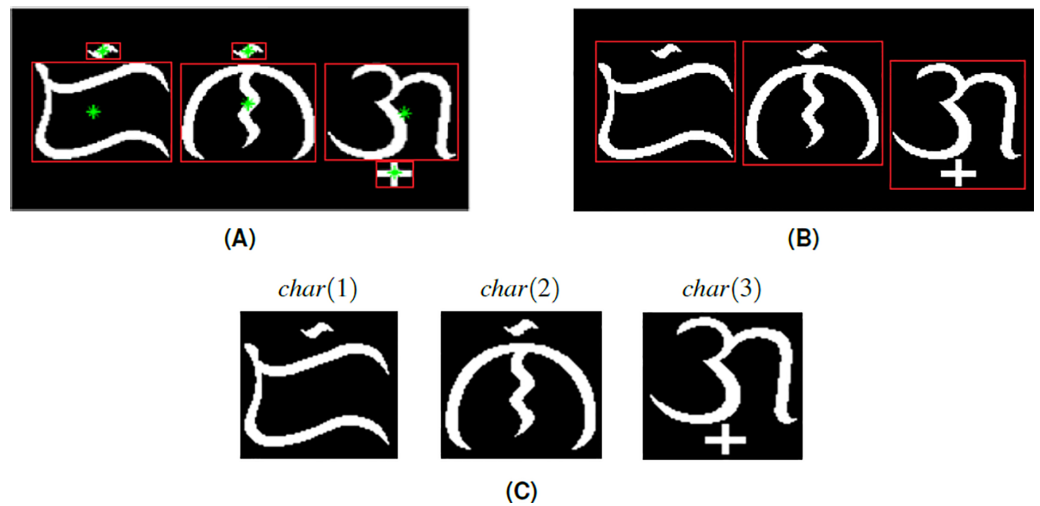 ᜇᜒᜎᜒᜋ᜔ ᜇᜒᜎᜒᜋ᜔
(A) (B)
char(1) char(2) char(3)
ᜇᜒ ᜎᜒ ᜋ᜔
(C)